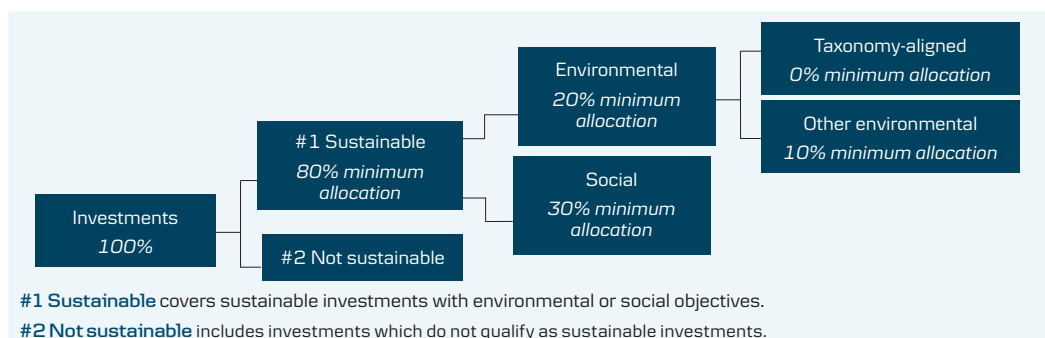 Taxonomy-aligned
0% minimum allocation
Environmental
20% minimum
allocation
Other environmental
10% minimum allocation
#1 Sustainable
80% minimum
allocation
Social
30% minimum
allocation
Investments
100%
#2 Not sustainable
#1 Sustainable covers sustainable investments with environmental or social objectives.
#2 Not sustainable includes investments which do not qualify as sustainable investments.